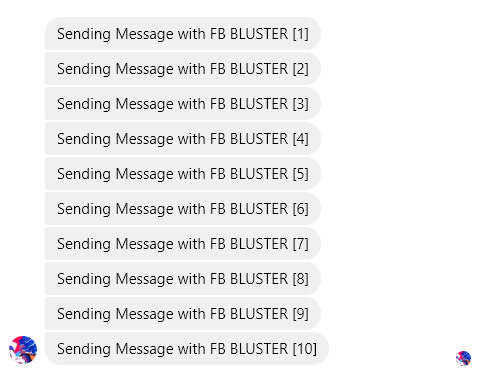 Sending Message with FB BLUSTER [1]
Sending Message with FB BLUSTER [2]
Sending Message with FB BLUSTER [3]
Sending Message with FB BLUSTER [4]
Sending Message with FB BLUSTER [5]
Sending Message with FB BLUSTER [6]
Sending Message with FB BLUSTER [7]
Sending Message with FB BLUSTER [8]
Sending Message with FB BLUSTER [9]
Sending Message with FB BLUSTER [10]